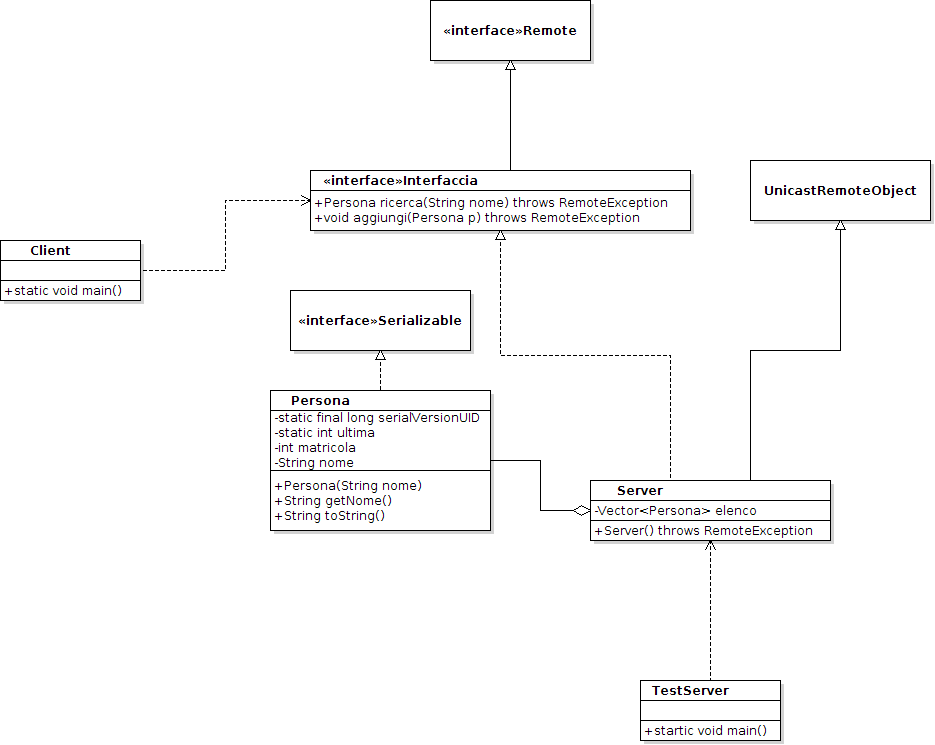 «interface»Remote
«interface»Interfaccia
+Persona ricerca(String nome) throws RemoteException
+void aggiungi(Persona p) throws RemoteException
UnicastRemoteObject
Client
+static void main()
«interface»Serializable
Persona
-static final long serialVersionUID
-static int ultima
-int matricola
-String nome
+Persona(String nome)
+String getNome()
+String toString()
Server
-Vector<Persona> elenco
+Server() throws RemoteException
TestServer
+startic void main()